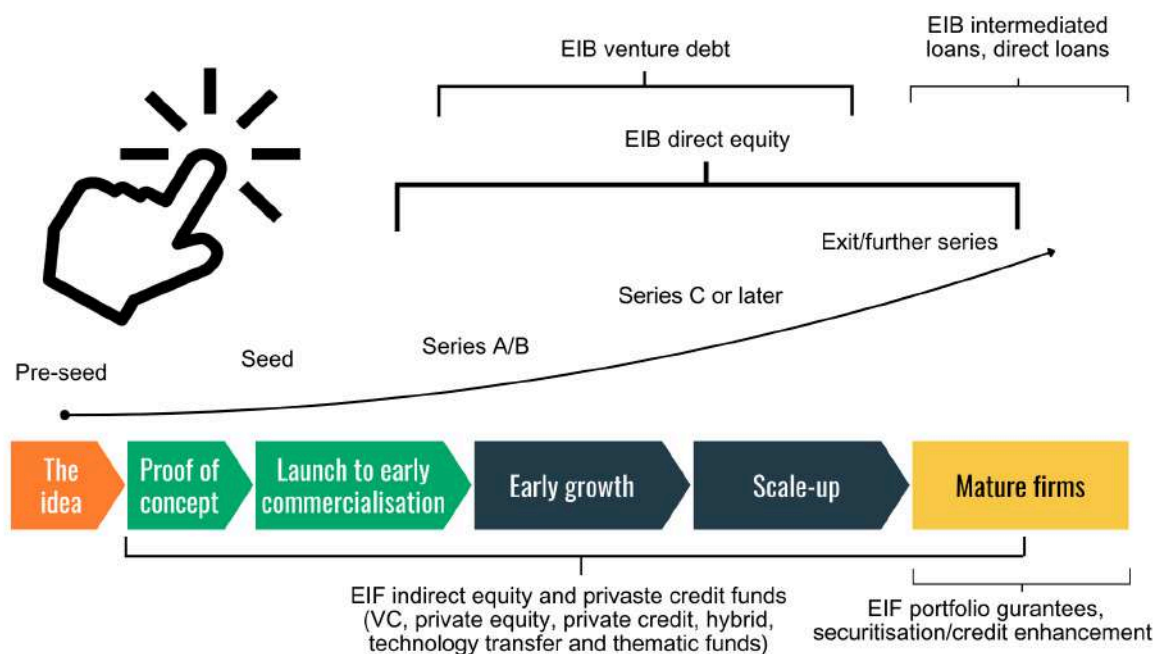 EIB venture debt
EIB intermediated
loans, direct loans
EIB direct equity
Exit/further series
Series C or later
Series A/B
Seed
Pre-seed
The
idea
Proof of
concept
Launch to early
commercialisation
Early growth
Scale-up
Mature firms
EIF indirect equity and privaste credit funds
(VC, private equity, private credit, hybrid,
technology transfer and thematic funds)
EIF portfolio gurantees,
securitisation/credit enhancement